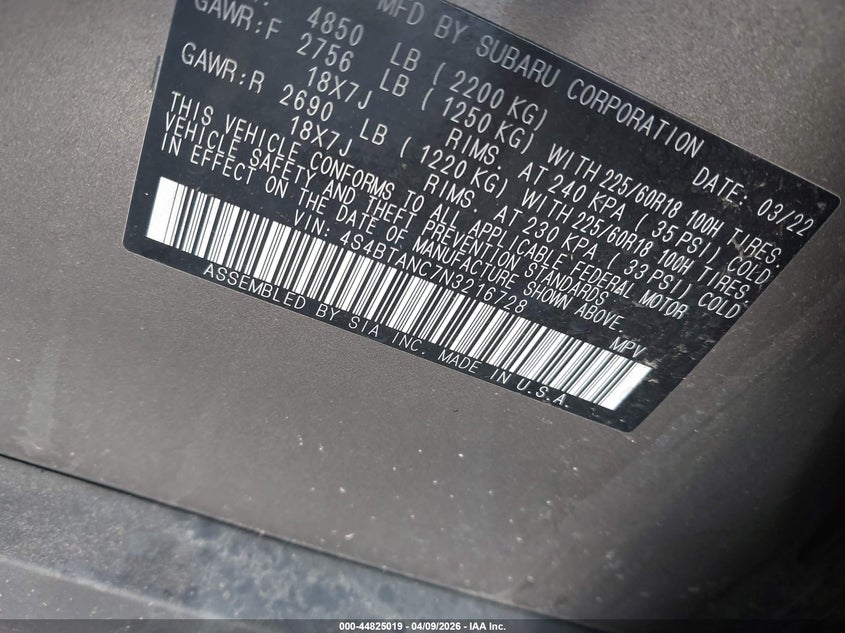 MFD BY SUBARU CORPORATION DATE: 03/22
4850 LB ( 2200 KG)
GAWR:F 2756 LB ( 1250 KG) WITH 225/60R18 100H TIRES.
18X7J RIMS. AT 240 KPA ( 35 PSI) COLD
GAWR:R 2690 LB ( 1220 KG) WITH 225/60R18 100H TIRES.
18X7J RIMS. AT 230 KPA ( 33 PSI) COLD
THIS VEHICLE CONFORMS TO ALL APPLICABLE FEDERAL MOTOR
VEHICLE SAFETY AND THEFT PREVENTION STANDARDS
IN EFFECT ON THE DATE OF MANUFACTURE SHOWN ABOVE.
VIN: 4S4BTANC7N3216728 MPV
ASSEMBLED BY SIA INC. MADE IN U.S.A.
000-44825019 - 04/09/2026 - IAA Inc.